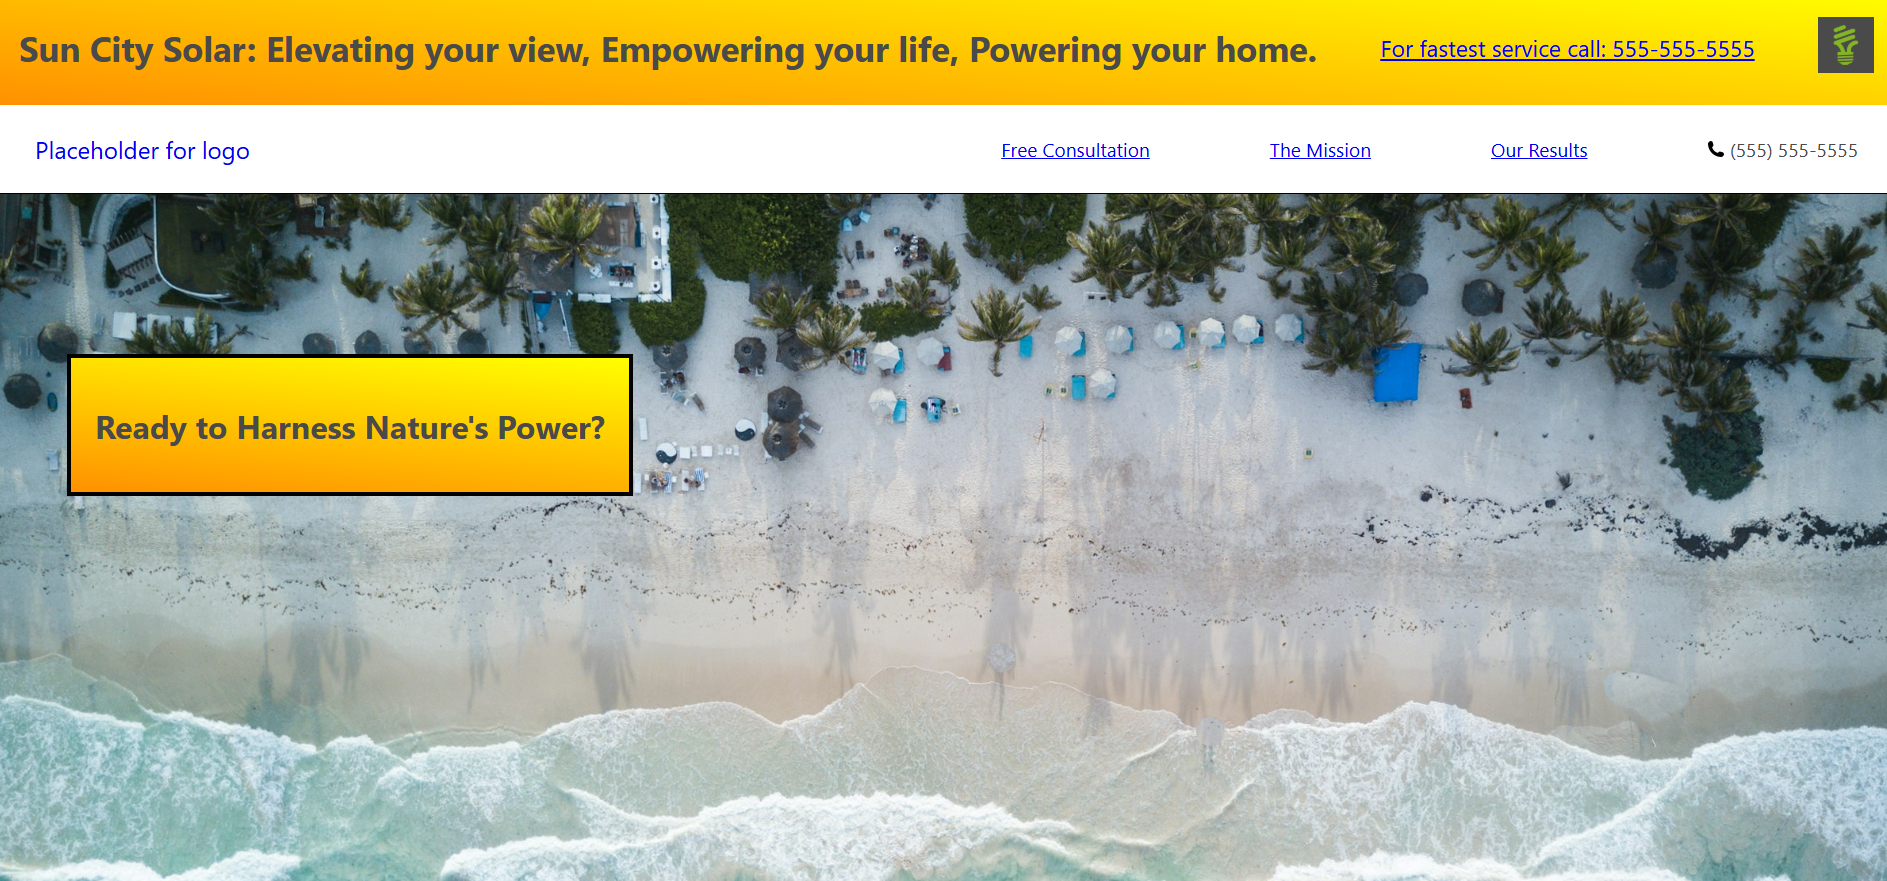 Sun City Solar: Elevating your view, Empowering your life, Powering your home.
For fastest service call: 555-555-5555
Placeholder for logo
Free Consultation
The Mission
Our Results
(555) 555-5555
Ready to Harness Nature's Power?